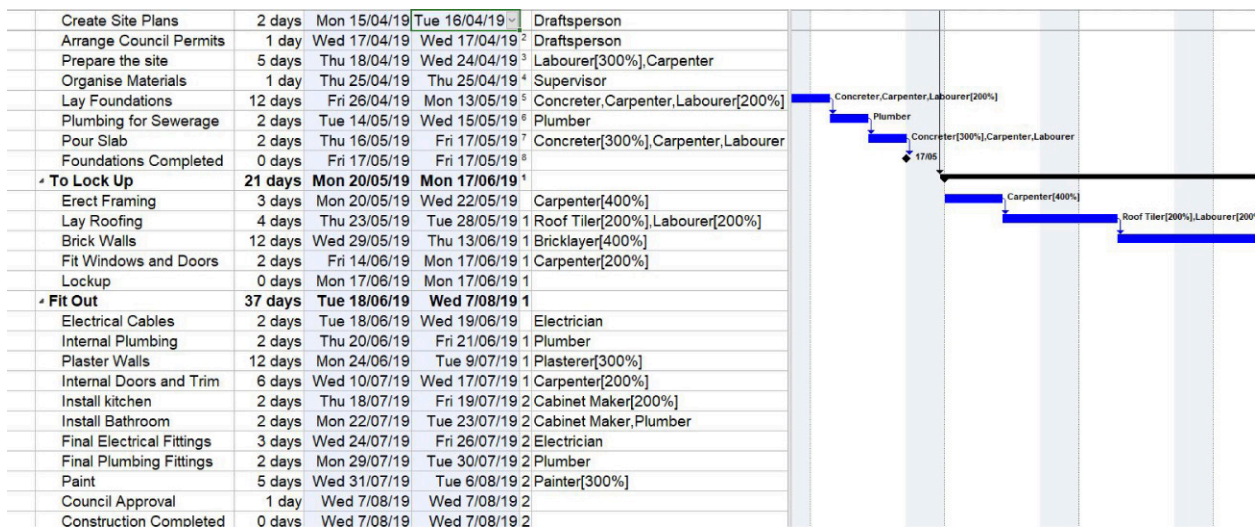 Create Site Plans 2 days Mon 15/04/19 Tue 16/04/19 Draftsperson
Arrange Council Permits 1 day Wed 17/04/19 Wed 17/04/19 2 Draftsperson
Prepare the site 5 days Thu 18/04/19 Wed 24/04/19 3 Labourer[300%],Carpenter
Organise Materials 1 day Thu 25/04/19 Thu 25/04/19 4 Supervisor
Lay Foundations 12 days Fri 26/04/19 Mon 13/05/19 5 Concreter,Carpenter,Labourer[200%] Concreter,Carpenter,Labourer[200%]
Plumbing for Sewerage 2 days Tue 14/05/19 Wed 15/05/19 6 Plumber Plumber
Pour Slab 2 days Thu 16/05/19 Fri 17/05/19 7 Concreter[300%],Carpenter,Labourer Concreter[300%],Carpenter,Labourer
Foundations Completed 0 days Fri 17/05/19 Fri 17/05/19 8 17/05
To Lock Up 21 days Mon 20/05/19 Mon 17/06/19 1
Erect Framing 3 days Mon 20/05/19 Wed 22/05/19 Carpenter[400%] Carpenter[400%]
Lay Roofing 4 days Thu 23/05/19 Tue 28/05/19 1 Roof Tiler[200%],Labourer[200%] Roof Tiler[200%],Labourer[200%
Brick Walls 12 days Wed 29/05/19 Thu 13/06/19 1 Bricklayer[400%]
Fit Windows and Doors 2 days Fri 14/06/19 Mon 17/06/19 1 Carpenter[200%]
Lockup 0 days Mon 17/06/19 Mon 17/06/19 1
Fit Out 37 days Tue 18/06/19 Wed 7/08/19 1
Electrical Cables 2 days Tue 18/06/19 Wed 19/06/19 Electrician
Internal Plumbing 2 days Thu 20/06/19 Fri 21/06/19 1 Plumber
Plaster Walls 12 days Mon 24/06/19 Tue 9/07/19 1 Plasterer[300%]
Internal Doors and Trim 6 days Wed 10/07/19 Wed 17/07/19 1 Carpenter[200%]
Install kitchen 2 days Thu 18/07/19 Fri 19/07/19 2 Cabinet Maker[200%]
Install Bathroom 2 days Mon 22/07/19 Tue 23/07/19 2 Cabinet Maker,Plumber
Final Electrical Fittings 3 days Wed 24/07/19 Fri 26/07/19 2 Electrician
Final Plumbing Fittings 2 days Mon 29/07/19 Tue 30/07/19 2 Plumber
Paint 5 days Wed 31/07/19 Tue 6/08/19 2 Painter[300%]
Council Approval 1 day Wed 7/08/19 Wed 7/08/19 2
Construction Completed 0 days Wed 7/08/19 Wed 7/08/19 2